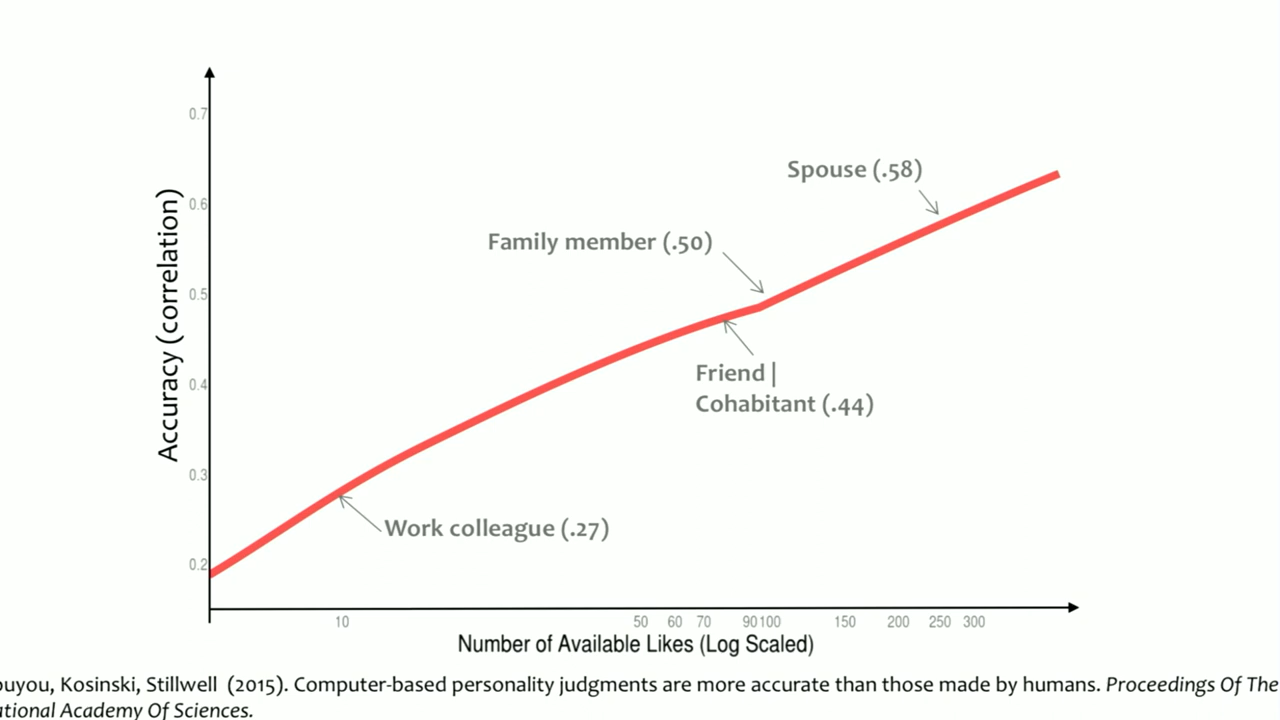 0.7
Spouse (.58)
0.6
Family member (.50)
0.5
Friend |
Cohabitant (.44)
0.4
0.3
Work colleague (.27)
0.2
Accuracy (correlation)
10 50 60 70 90 100 150 200 250 300
Number of Available Likes (Log Scaled)
ouyou, Kosinski, Stillwell (2015). Computer-based personality judgments are more accurate than those made by humans. Proceedings Of The
ational Academy Of Sciences.